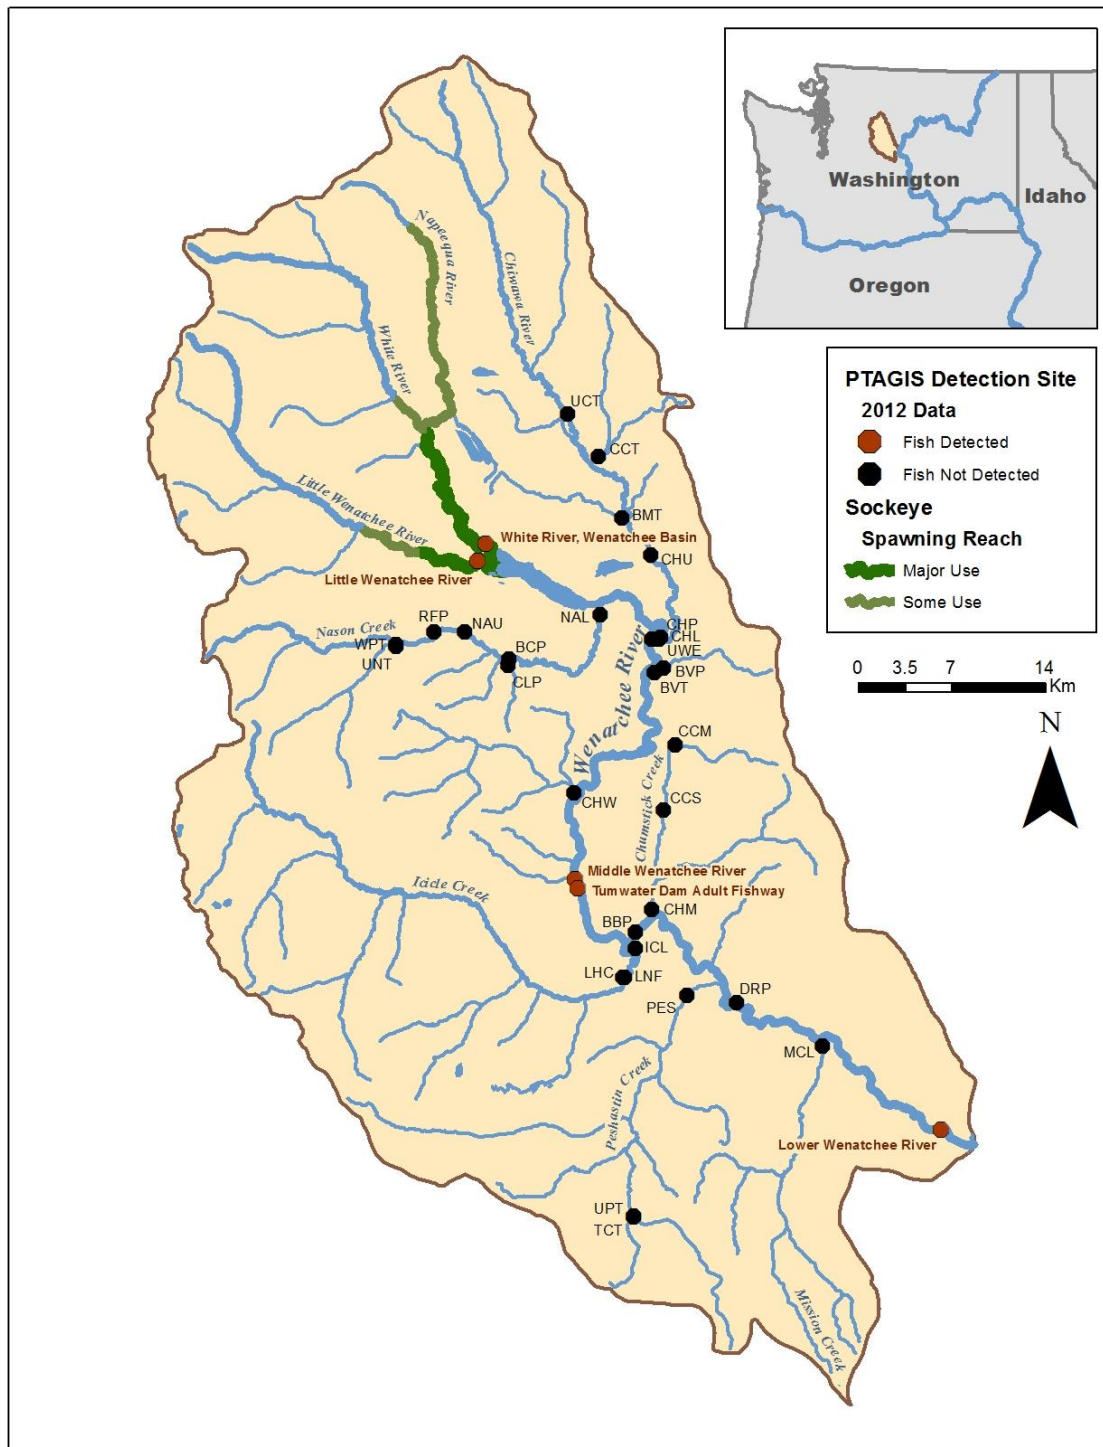 Washington
Idaho
Oregon
PTAGIS Detection Site
2012 Data
Fish Detected
Fish Not Detected
Sockeye
Spawning Reach
Major Use
Some Use
0 3.5 7 14
Km
N
Napeequa River
Chiwawa River
White River
Little Wenatchee River
UCT
CCT
BMT
White River, Wenatchee Basin
CHU
Little Wenatchee River
NAL
RFP
NAU
Nason Creek
WPT
UNT
BCP
CLP
CHP
CHL
UWE
BVP
BVT
Wenatchee River
CCM
CHW
CCS
Chumstick Creek
Middle Wenatchee River
Tumwater Dam Adult Fishway
Icicle Creek
CHM
BBP
ICL
LHC
LNF
PES
DRP
MCL
Peshastin Creek
Lower Wenatchee River
UPT
TCT
Mission Creek